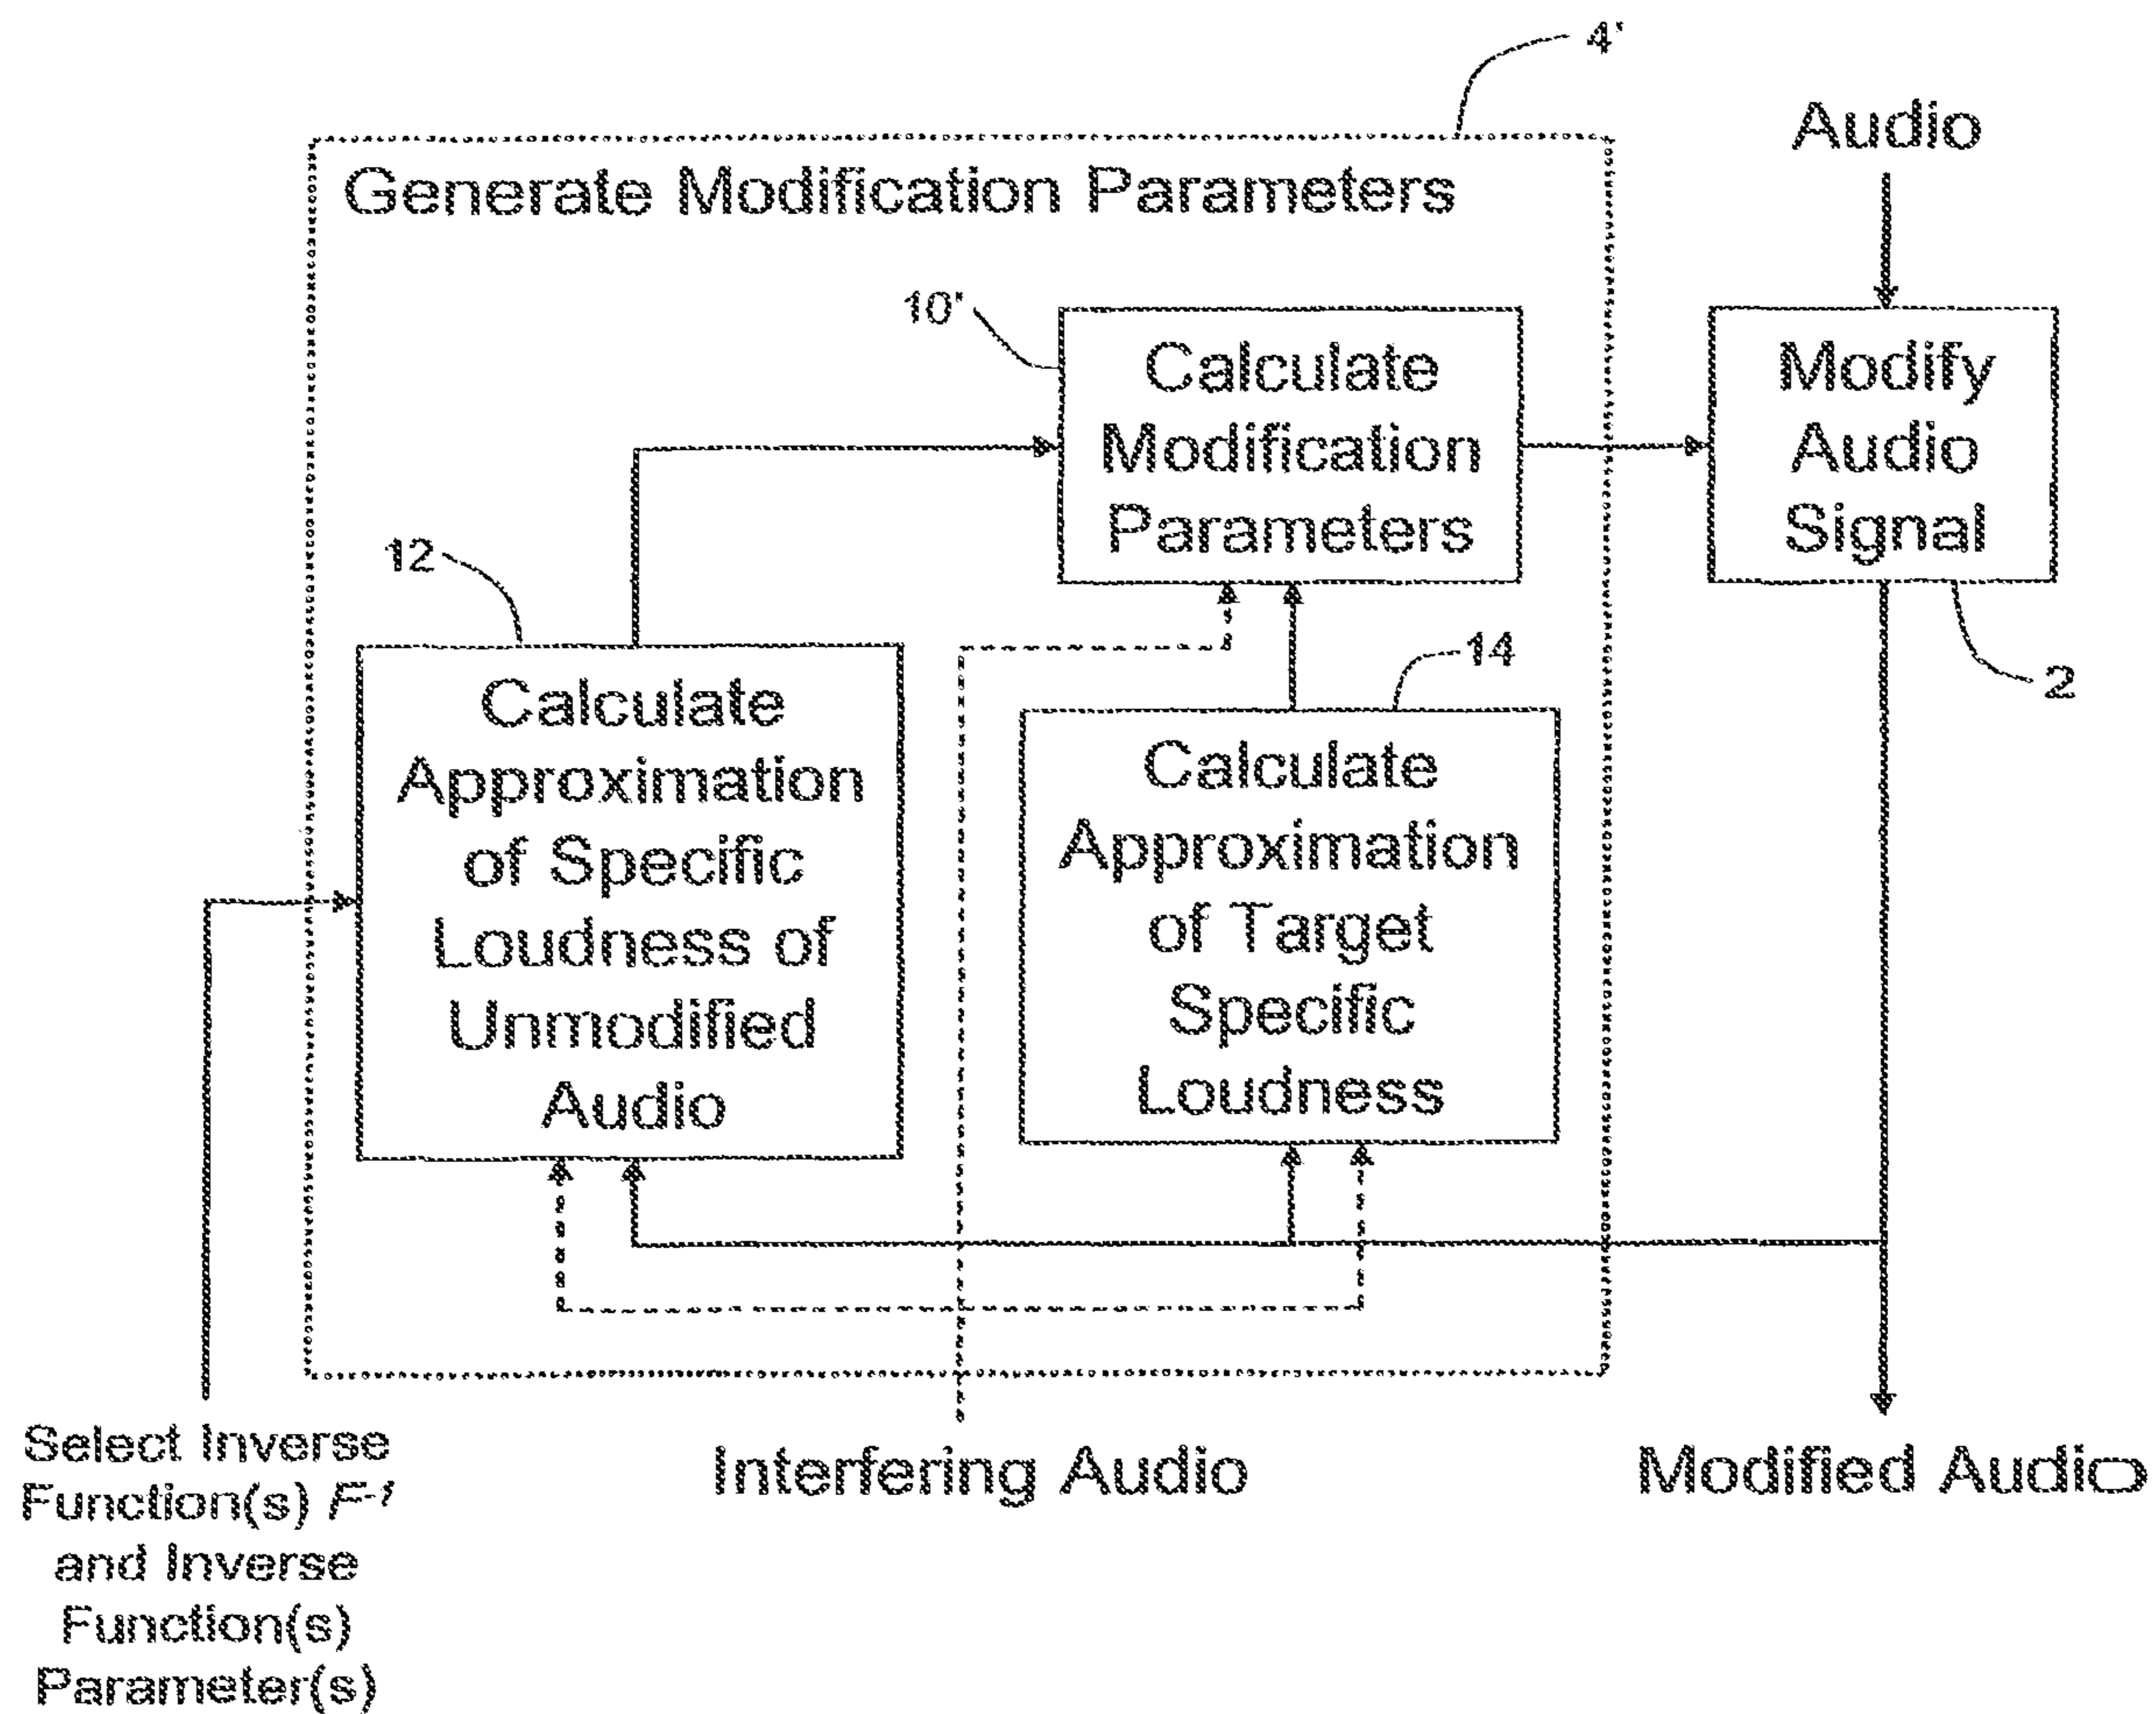 4'
Audio
Generate Modification Parameters
10'
Calculate
Modification
Parameters
Modify
Audio
Signal
12
14
2
Calculate
Approximation
of Specific
Loudness of
Unmodified
Audio
Calculate
Approximation
of Target
Specific
Loudness
Select Inverse
Function(s) F-1
and Inverse
Function(s)
Parameter(s)
Interfering Audio
Modified Audio